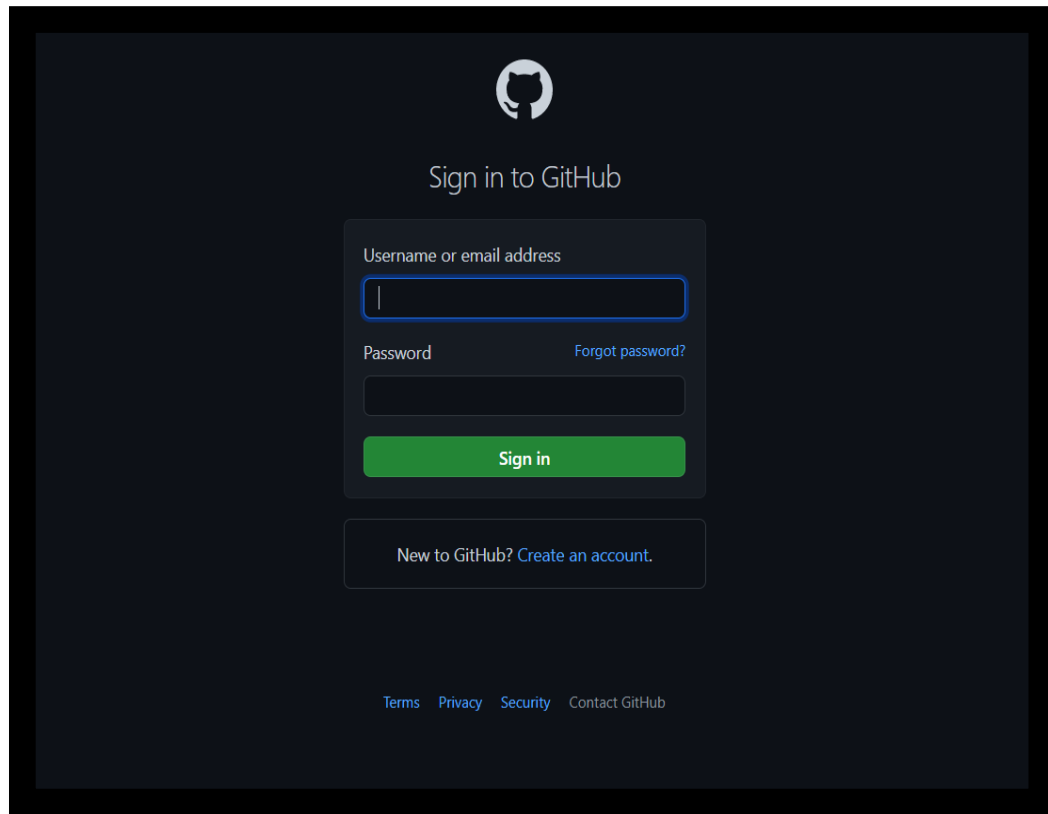 Sign in to GitHub
Username or email address
Password Forgot password?
Sign in
New to GitHub? Create an account.
Terms Privacy Security Contact GitHub